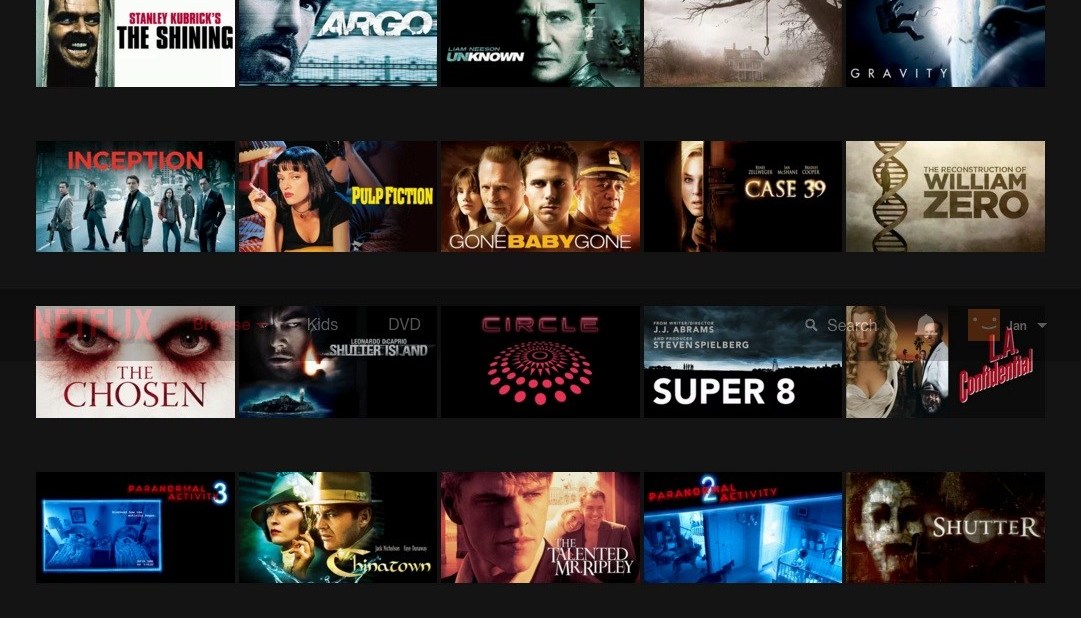 STANLEY KUBRICK'S
THE SHINING
ARGO
LIAM NEESON
UNKNOWN
GRAVITY
INCEPTION
PULP FICTION
GONE BABY GONE
RENÉE ZELLWEGER
IAN McSHANE
BRADLEY COOPER
CASE 39
THE RECONSTRUCTION OF
WILLIAM
ZERO
NETFLIX
Browse
Kids
DVD
Search
Jan
THE
CHOSEN
LEONARDO DiCAPRIO
SHUTTER ISLAND
CIRCLE
FROM WRITER/DIRECTOR
J.J. ABRAMS
AND PRODUCER
STEVEN SPIELBERG
SUPER 8
L.A.
Confidential
PARANORMAL
ACTIVITY 3
Jack Nicholson Faye Dunaway
Chinatown
THE
TALENTED
MR. RIPLEY
PARANORMAL ACTIVITY
2
SHUTTER